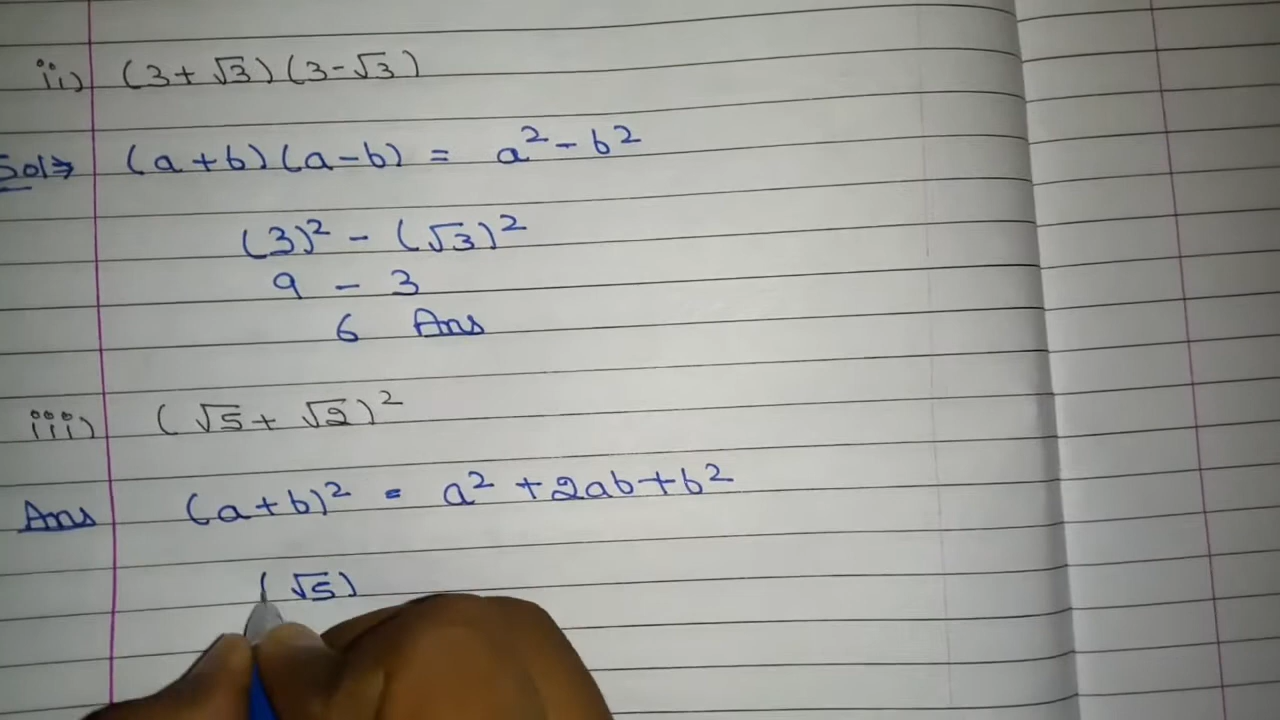 ii) (3+√3)(3-√3)
Sol⇒ (a+b)(a-b) = a²-b²
(3)² - (√3)²
9 - 3
6 Ans
iii) (√5+√2)²
Ans (a+b)² = a²+2ab+b²
(√5)